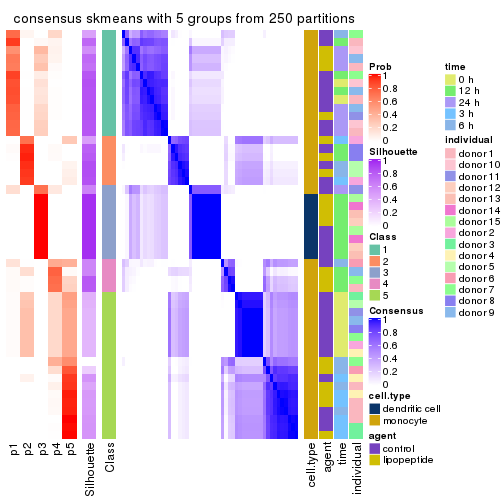 consensus skmeans with 5 groups from 250 partitions
p1
p2
p3
p4
p5
Silhouette
Class
cell.type
agent
time
individual
Prob
1
0.8
0.6
0.4
0.2
0
Silhouette
1
0.8
0.6
0.4
0.2
0
Class
1
2
3
4
5
Consensus
1
0.8
0.6
0.4
0.2
0
cell.type
dendritic cell
monocyte
agent
control
lipopeptide
time
0 h
12 h
24 h
3 h
6 h
individual
donor 1
donor 10
donor 11
donor 12
donor 13
donor 14
donor 15
donor 2
donor 3
donor 4
donor 5
donor 6
donor 7
donor 8
donor 9